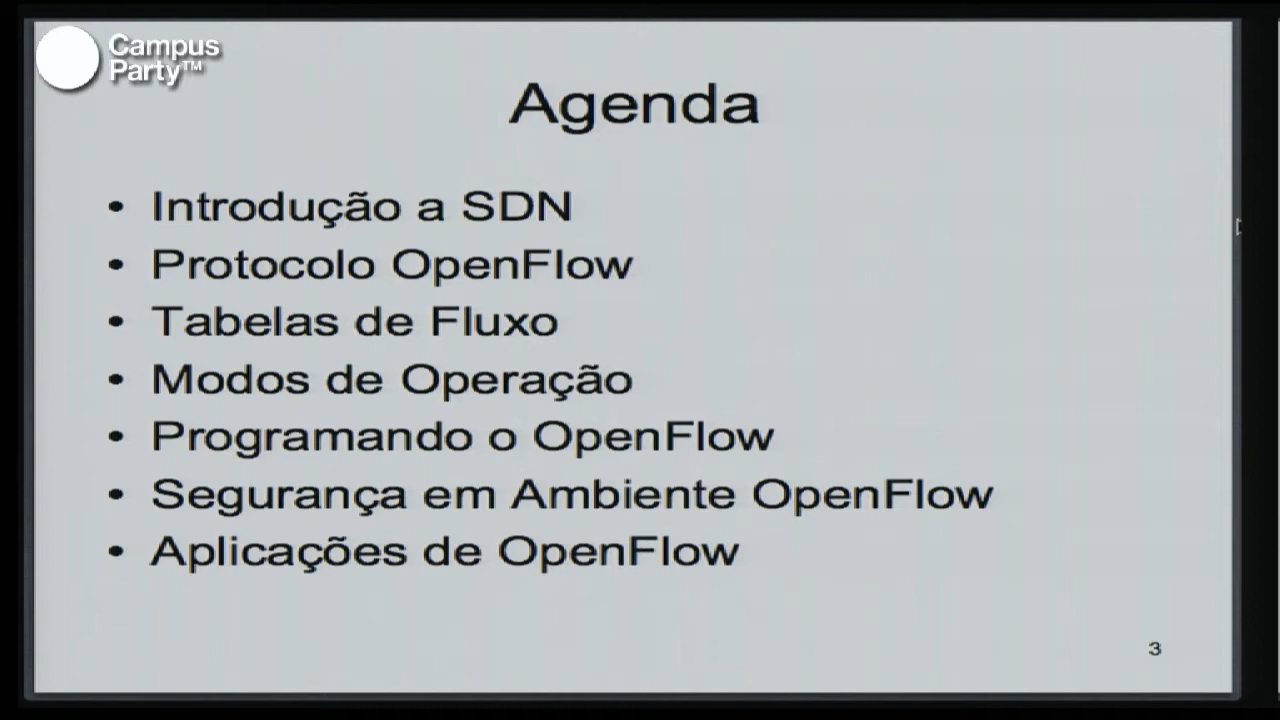 Campus
Party™
Agenda
• Introdução a SDN
• Protocolo OpenFlow
• Tabelas de Fluxo
• Modos de Operação
• Programando o OpenFlow
• Segurança em Ambiente OpenFlow
• Aplicações de OpenFlow
3